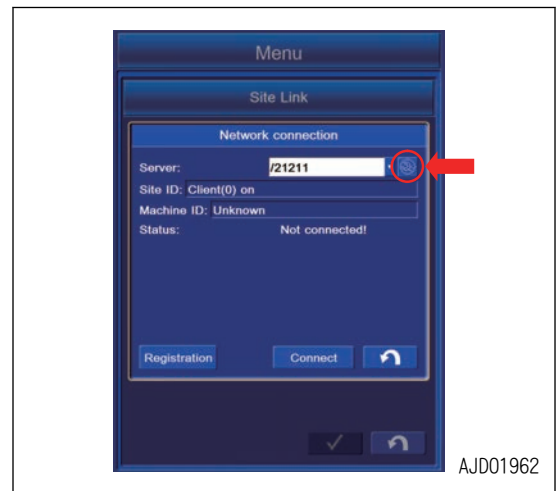 Menu
Site Link
Network connection
Server: /21211
Site ID: Client(0) on
Machine ID: Unknown
Status: Not connected!
Registration Connect
AJD01962